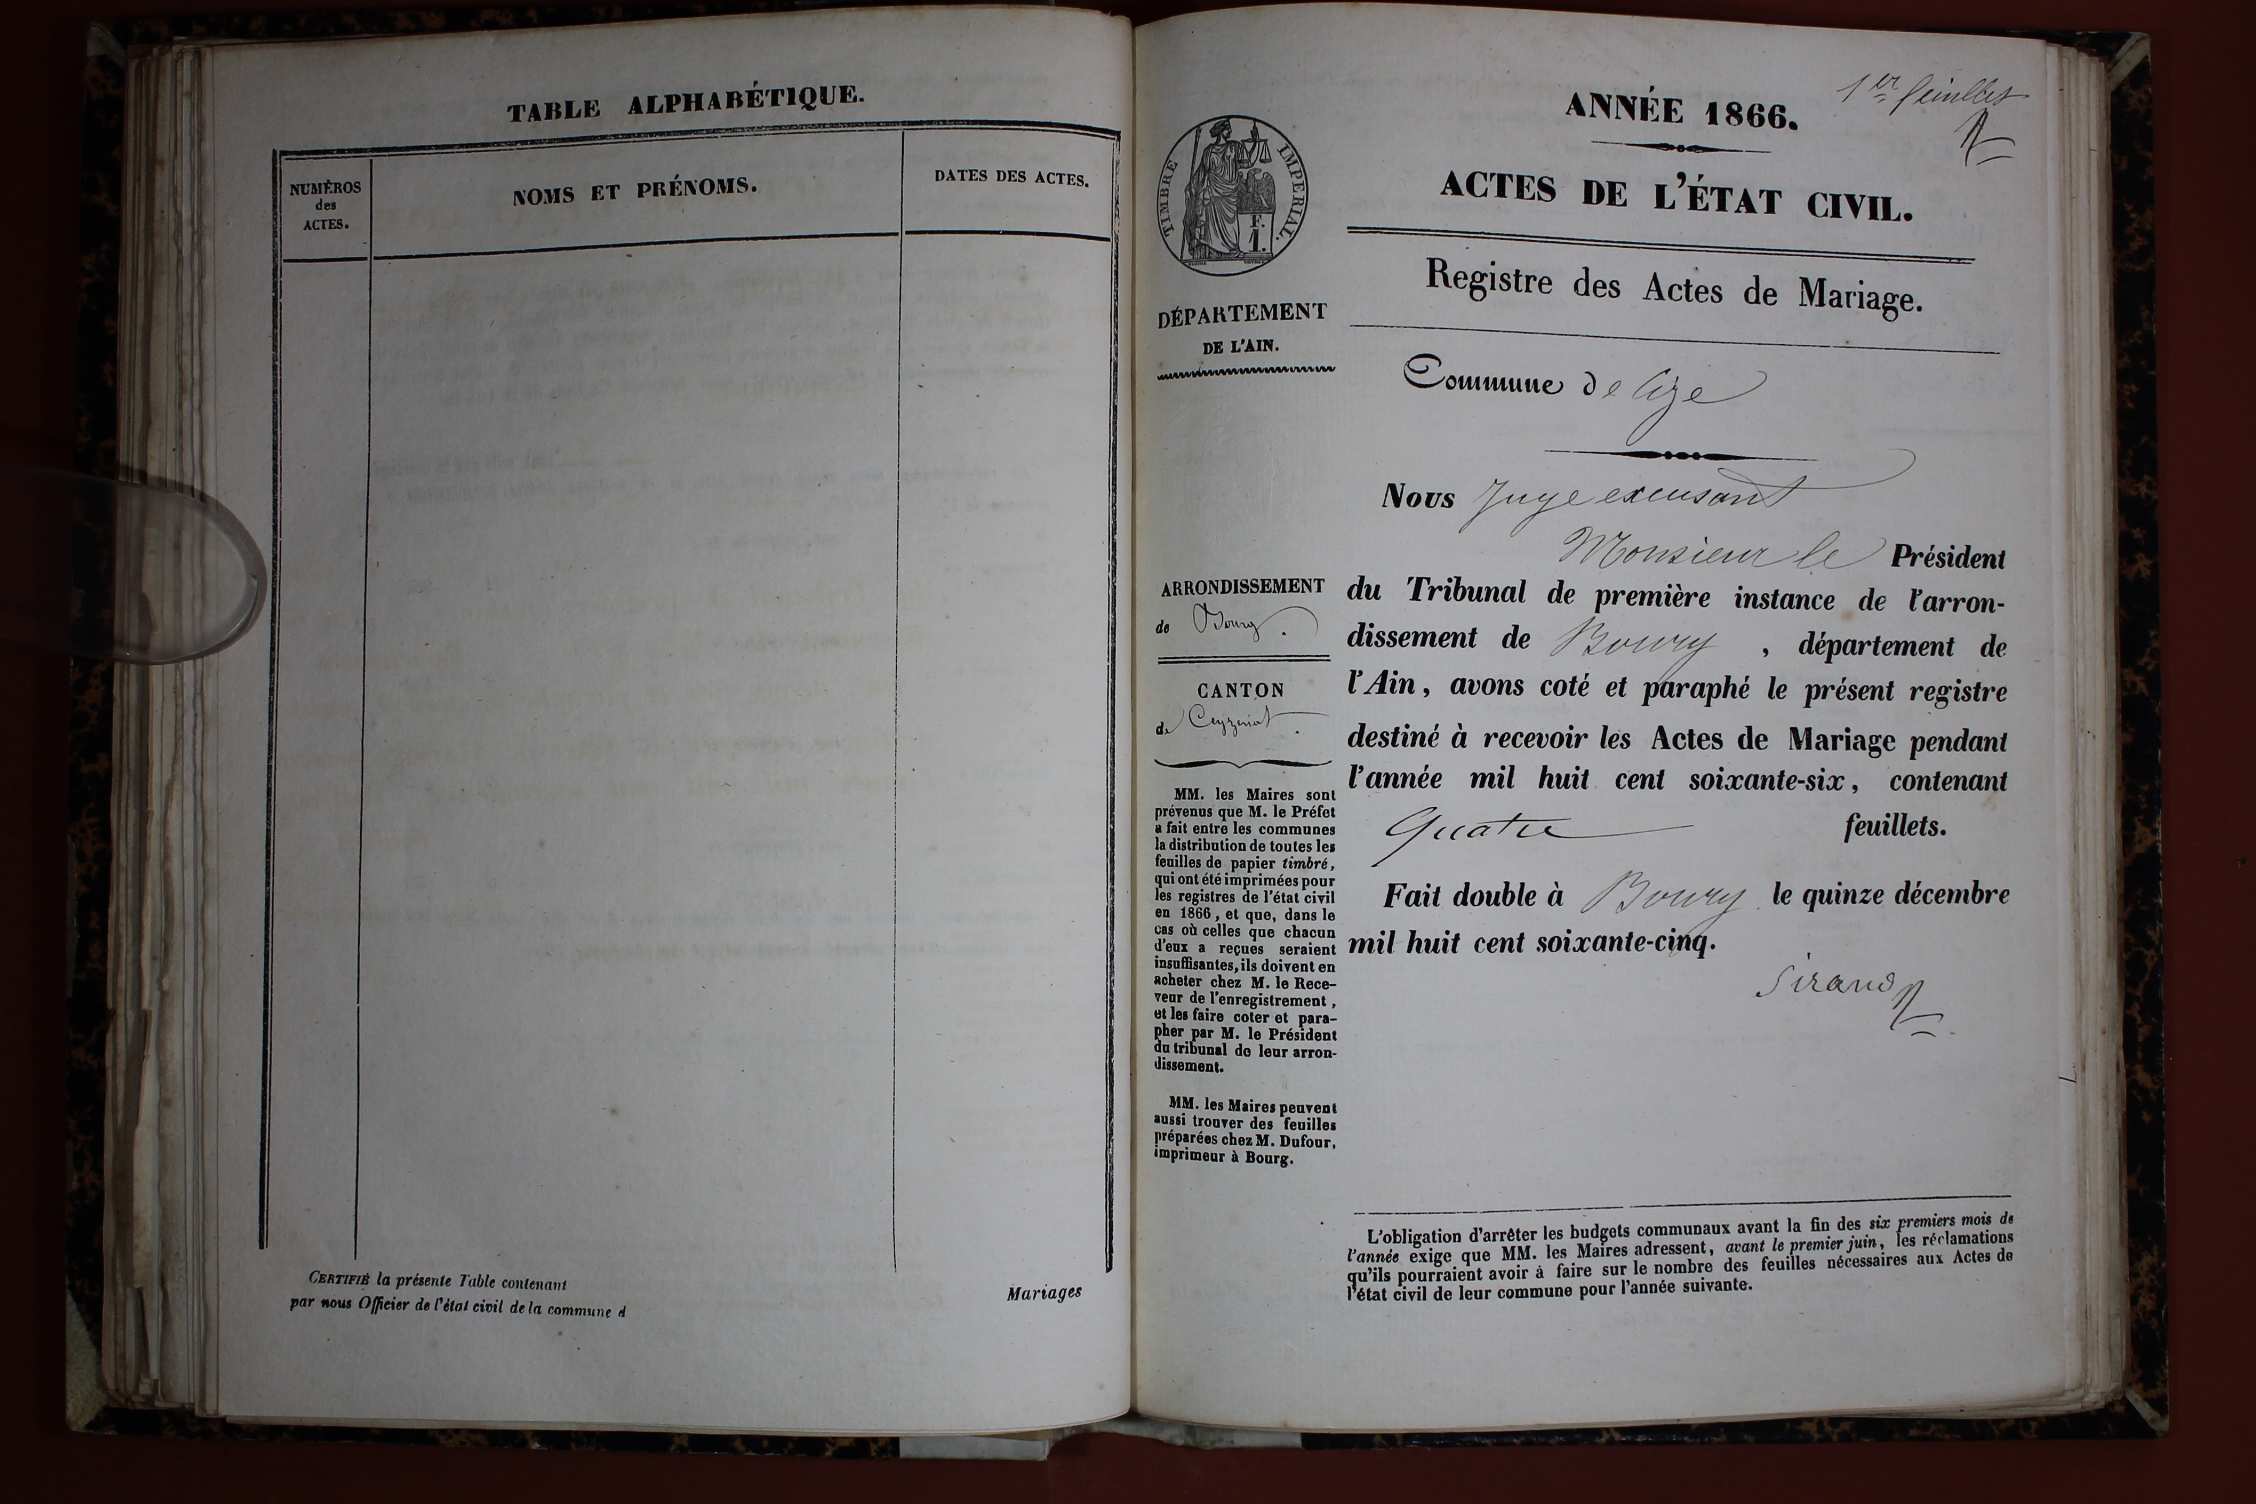 TABLE ALPHABÉTIQUE.
NUMÉROS
des
ACTES.
NOMS ET PRÉNOMS.
DATES DES ACTES.
CERTIFIÉ la présente Table contenant
Mariages
par nous Officier de l'état civil de la commune d
1er feuillet
ANNÉE 1866.
ACTES DE L'ÉTAT CIVIL.
Registre des Actes de Mariage.
TIMBRE IMPERIAL.
F.
1.
DÉPARTEMENT
DE L'AIN.
Commune de Cize
Nous Juge excusant
Monsieur le Président
du Tribunal de première instance de l'arron-
dissement de Bourg, département de
l'Ain, avons coté et paraphé le présent registre
destiné à recevoir les Actes de Mariage pendant
l'année mil huit cent soixante-six, contenant
Quatre feuillets.
Fait double à Bourg le quinze décembre
mil huit cent soixante-cinq.
Sirand
ARRONDISSEMENT
de Bourg.
CANTON
de Ceyzeriat.
MM. les Maires sont
prévenus que M. le Préfet
a fait entre les communes
la distribution de toutes les
feuilles de papier timbré,
qui ont été imprimées pour
les registres de l'état civil
en 1866, et que, dans le
cas où celles que chacun
d'eux a reçues seraient
insuffisantes, ils doivent en
acheter chez M. le Rece-
veur de l'enregistrement,
et les faire coter et para-
pher par M. le Président
du tribunal de leur arron-
dissement.
MM. les Maires peuvent
aussi trouver des feuilles
préparées chez M. Dufour,
imprimeur à Bourg.
L'obligation d'arrêter les budgets communaux avant la fin des six premiers mois de
l'année exige que MM. les Maires adressent, avant le premier juin, les réclamations
qu'ils pourraient avoir à faire sur le nombre des feuilles nécessaires aux Actes de
l'état civil de leur commune pour l'année suivante.